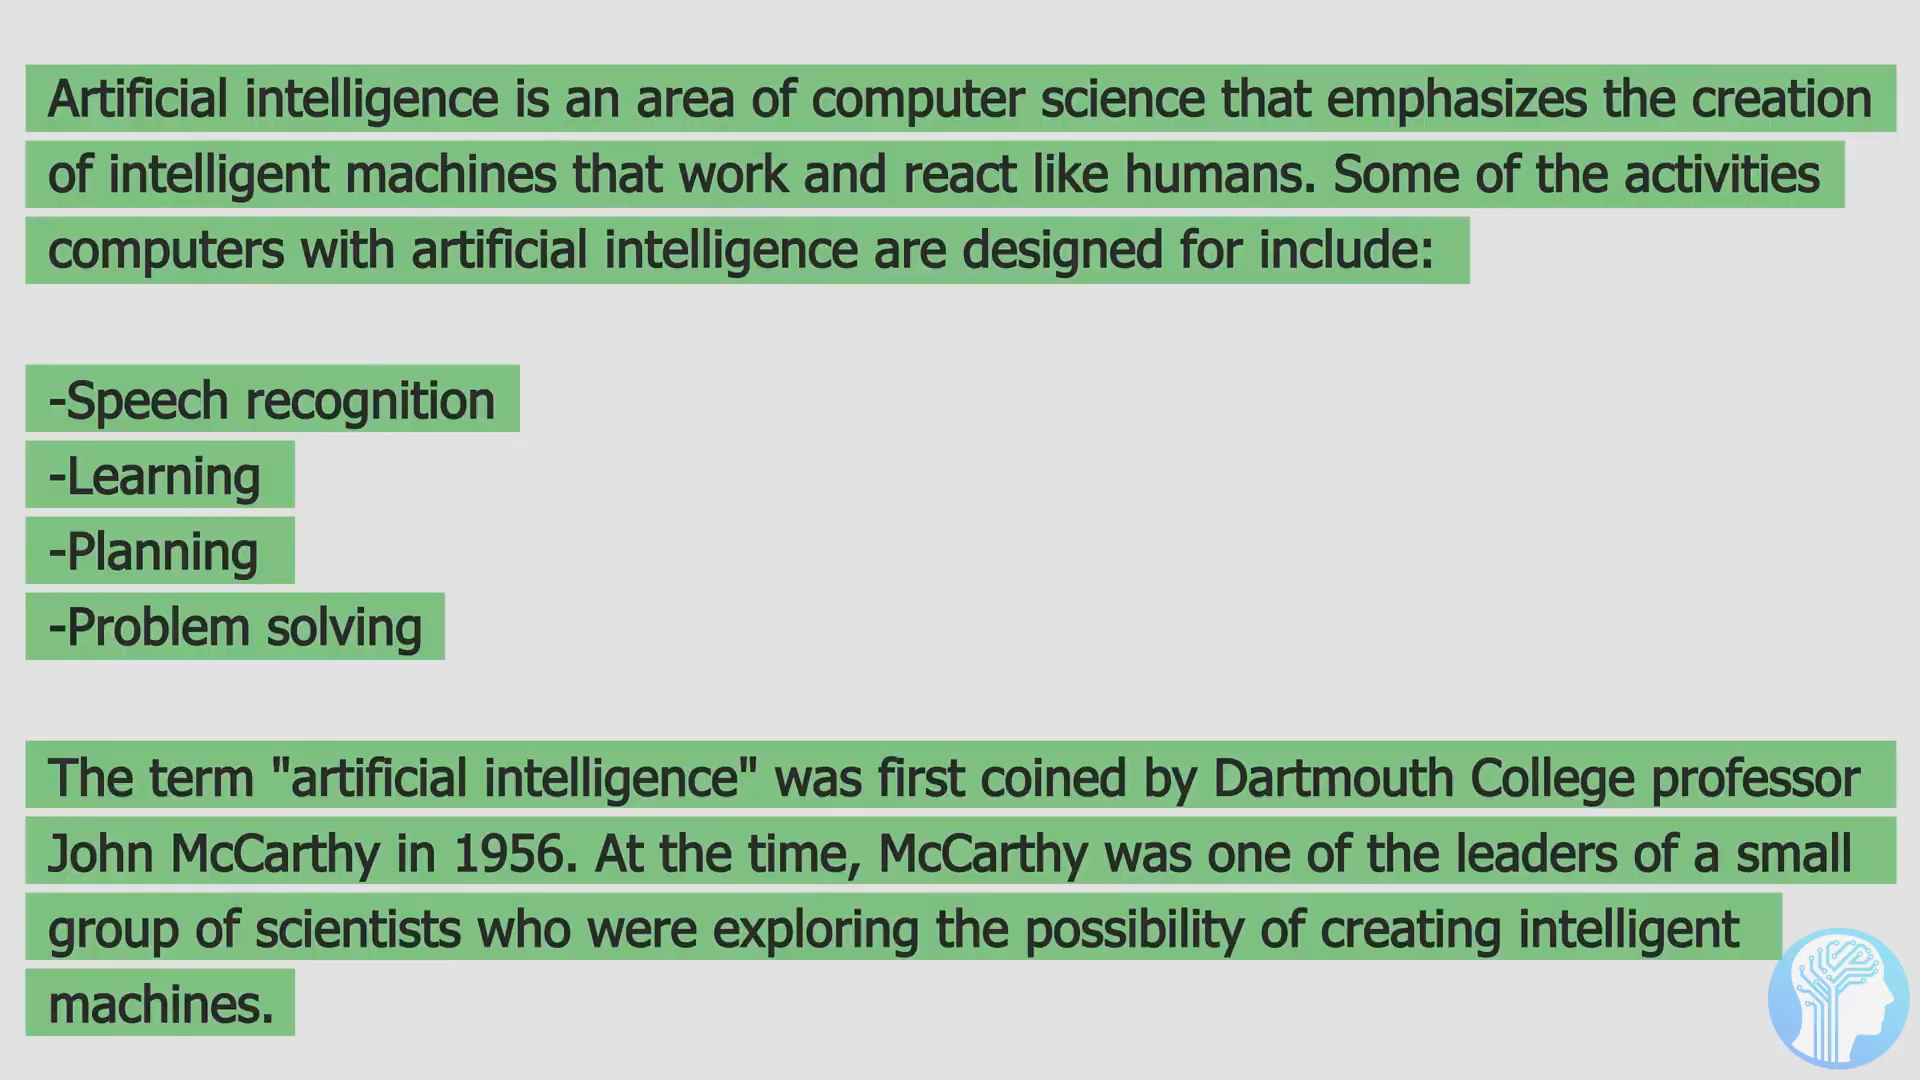 Artificial intelligence is an area of computer science that emphasizes the creation
of intelligent machines that work and react like humans. Some of the activities
computers with artificial intelligence are designed for include:
-Speech recognition
-Learning
-Planning
-Problem solving
The term "artificial intelligence" was first coined by Dartmouth College professor
John McCarthy in 1956. At the time, McCarthy was one of the leaders of a small
group of scientists who were exploring the possibility of creating intelligent
machines.